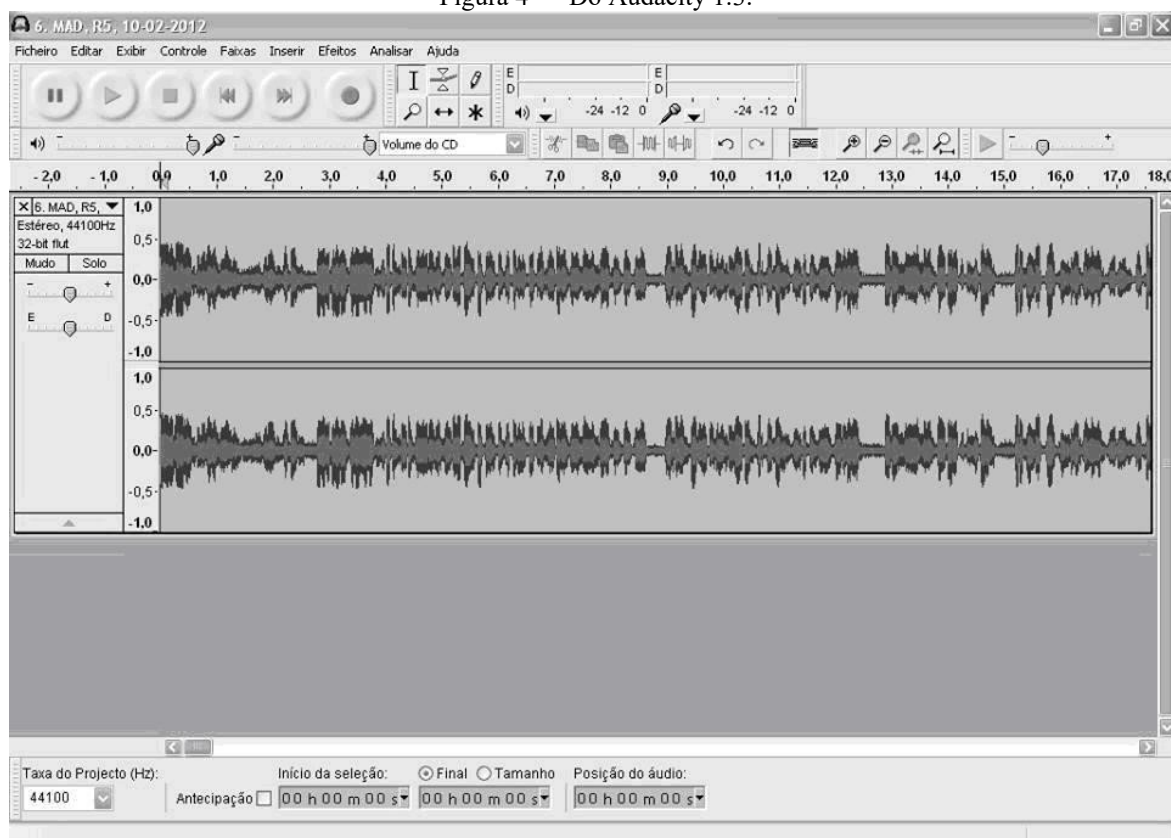 Figura 4 — Do Audacity 1.3.
6. MAD, R5, 10-02-2012
Ficheiro Editar Exibir Controle Faixas Inserir Efeitos Analisar Ajuda
E
D
-24 -12 0
E
D
-24 -12 0
Volume do CD
- 2,0 - 1,0 0,0 1,0 2,0 3,0 4,0 5,0 6,0 7,0 8,0 9,0 10,0 11,0 12,0 13,0 14,0 15,0 16,0 17,0 18,0
6. MAD, R5,
Estéreo, 44100Hz
32-bit flut
Mudo Solo
- +
E D
1,0
0,5
0,0
-0,5
-1,0
1,0
0,5
0,0
-0,5
-1,0
Taxa do Projecto (Hz): Início da seleção: Final Tamanho Posição do áudio:
44100 Antecipação 00 h 00 m 00 s 00 h 00 m 00 s 00 h 00 m 00 s